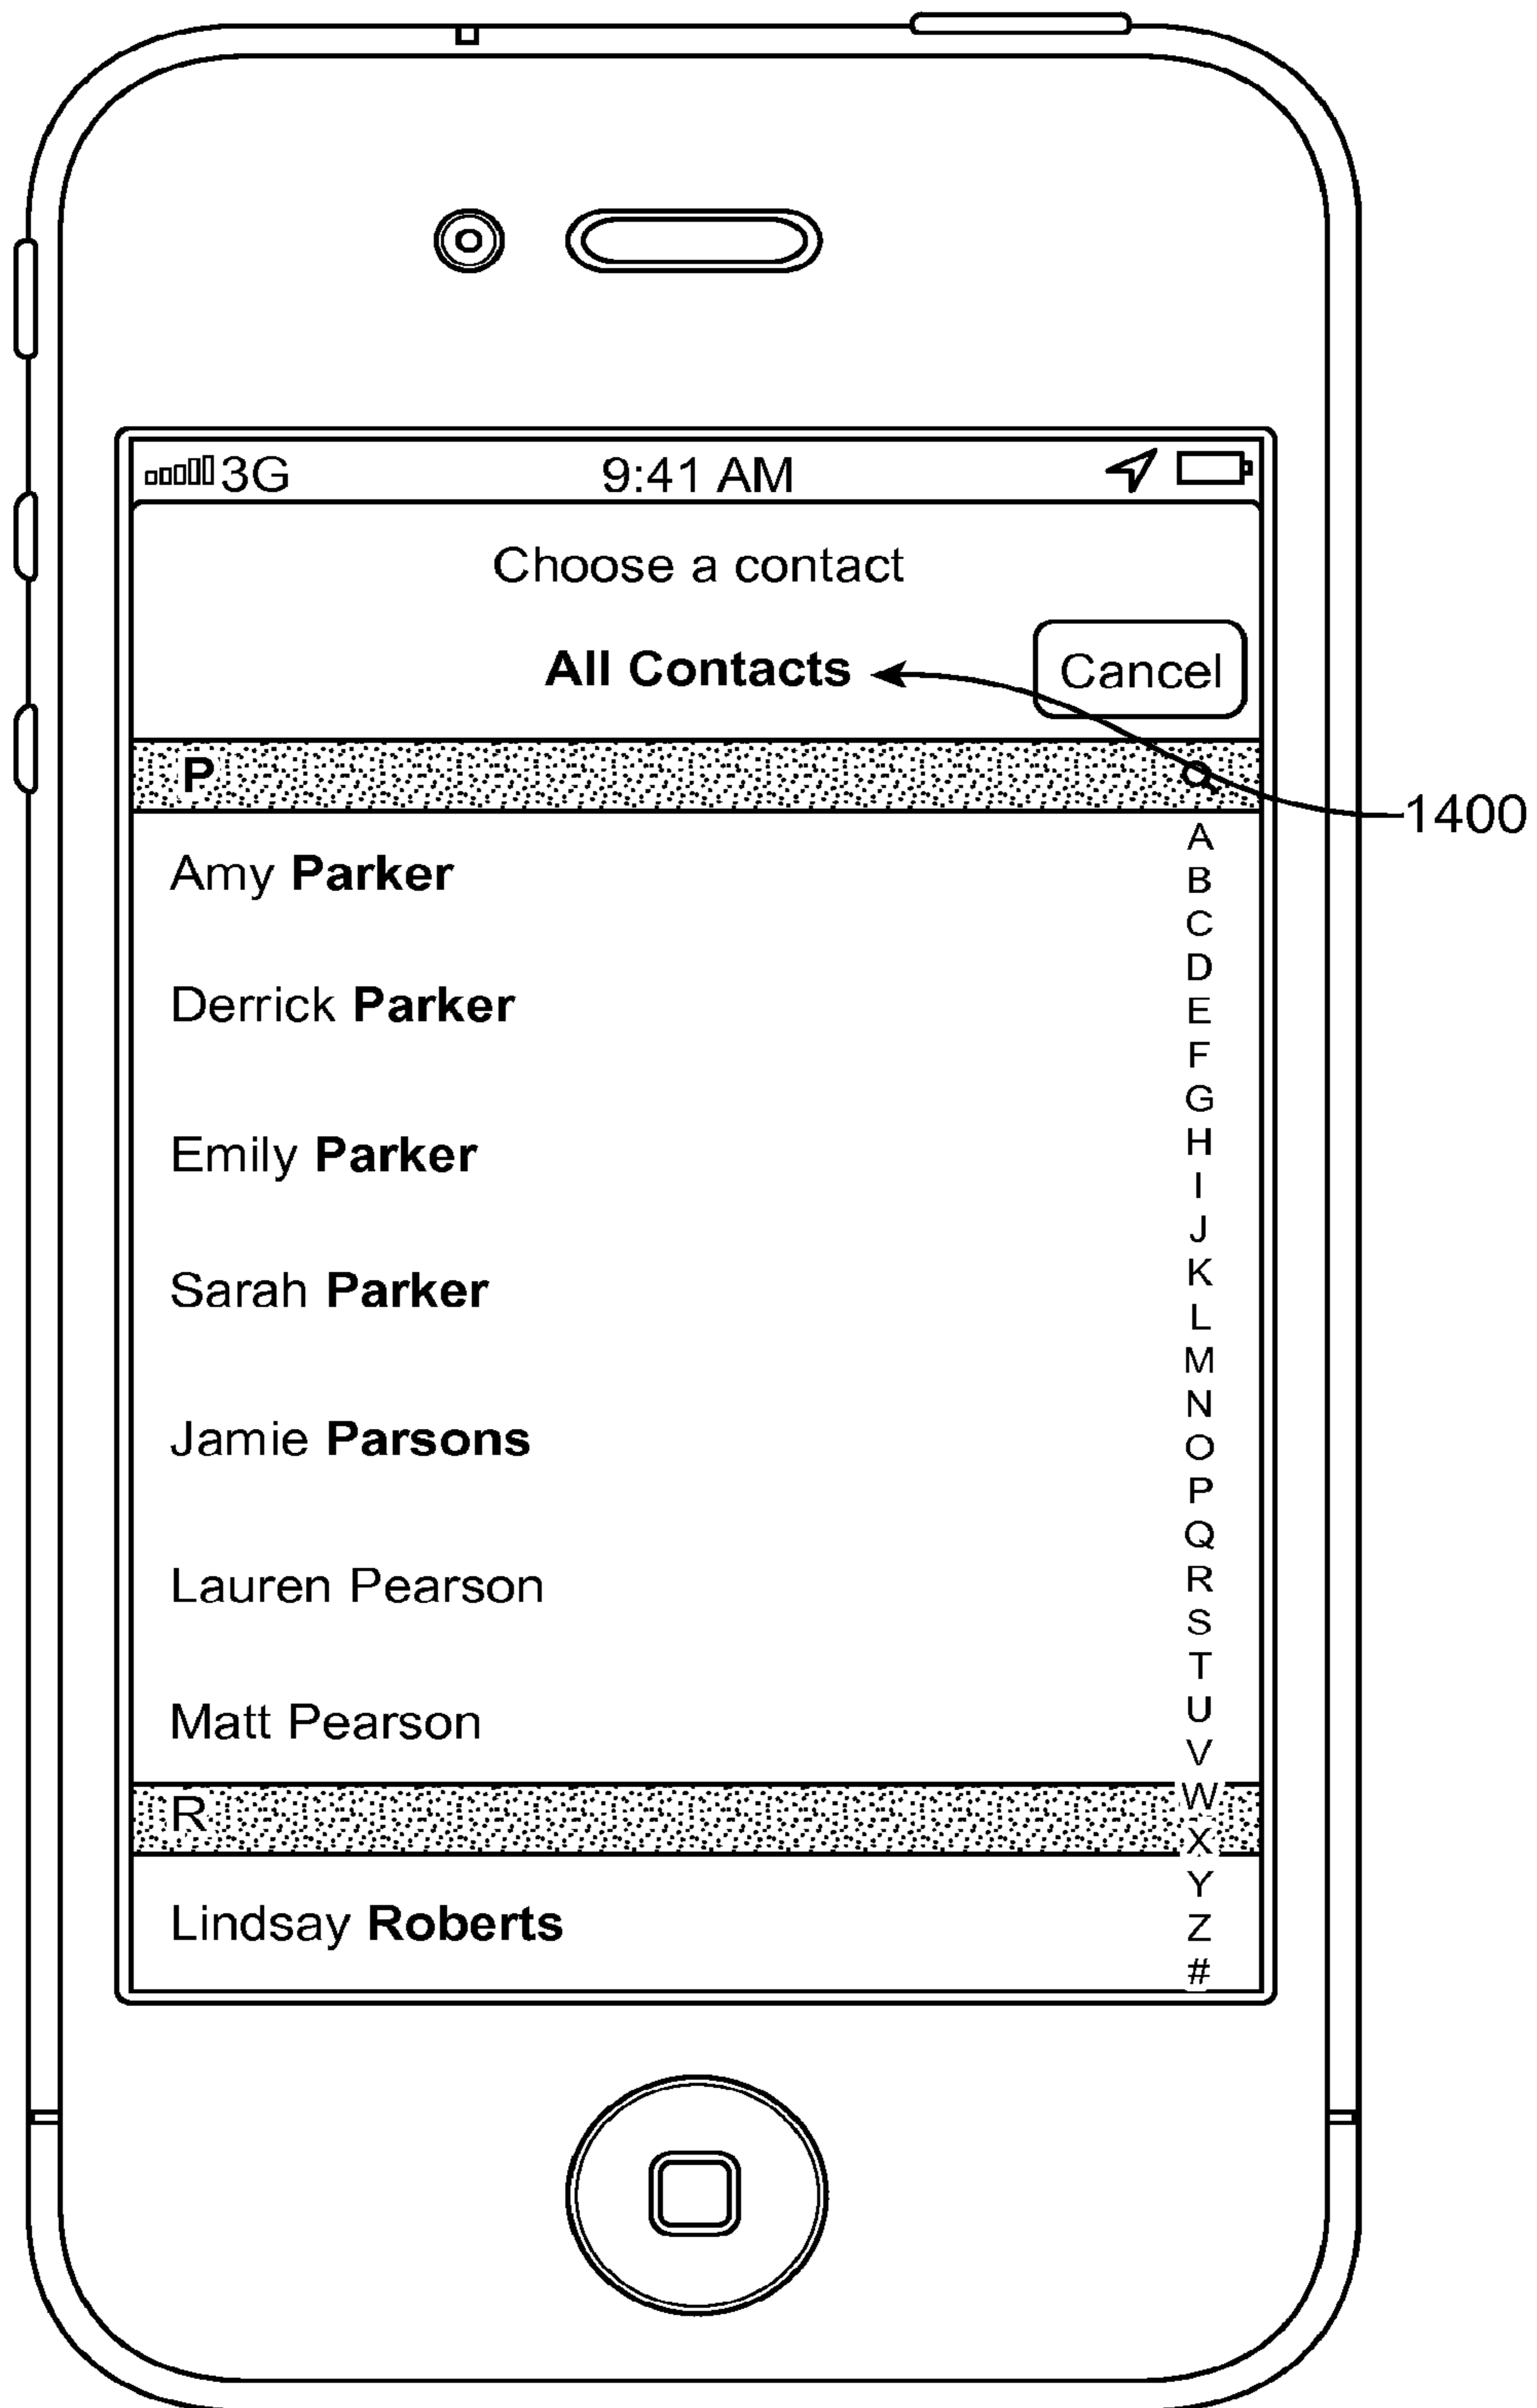 3G 9:41 AM
Choose a contact
All Contacts Cancel
P
1400
Amy Parker
Derrick Parker
Emily Parker
Sarah Parker
Jamie Parsons
Lauren Pearson
Matt Pearson
R
Lindsay Roberts
A
B
C
D
E
F
G
H
I
J
K
L
M
N
O
P
Q
R
S
T
U
V
W
X
Y
Z
#